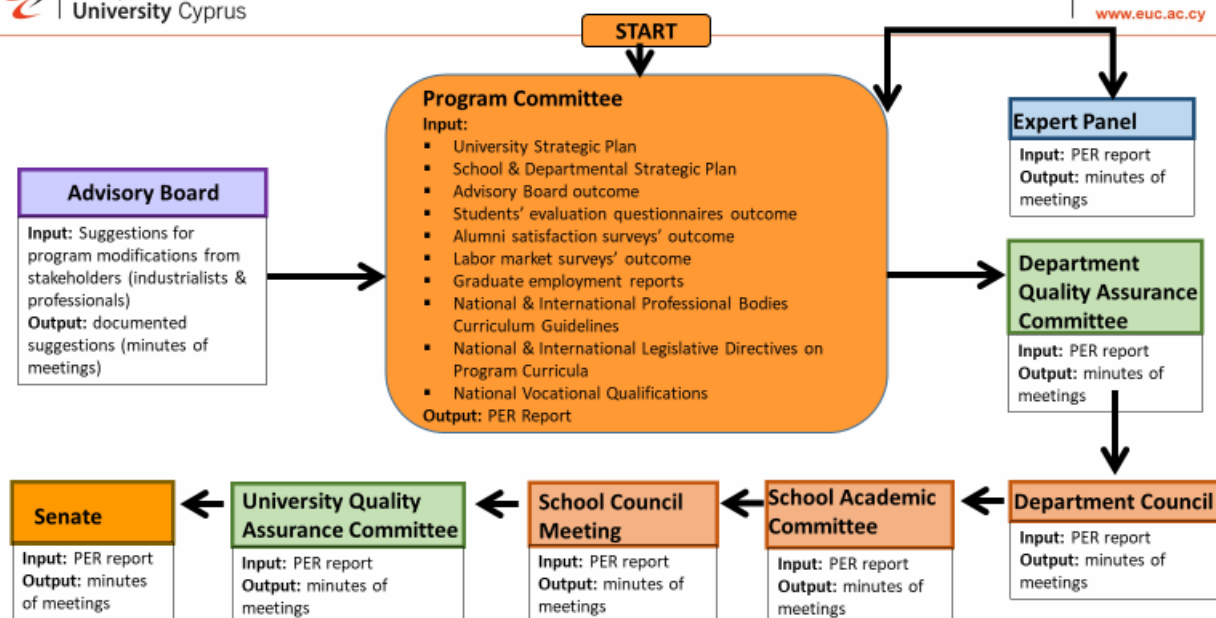 University Cyprus
www.euc.ac.cy
START
Program Committee
Input:
▪ University Strategic Plan
▪ School & Departmental Strategic Plan
▪ Advisory Board outcome
▪ Students' evaluation questionnaires outcome
▪ Alumni satisfaction surveys' outcome
▪ Labor market surveys' outcome
▪ Graduate employment reports
▪ National & International Professional Bodies
Curriculum Guidelines
▪ National & International Legislative Directives on
Program Curricula
▪ National Vocational Qualifications
Output: PER Report
Expert Panel
Input: PER report
Output: minutes of
meetings
Advisory Board
Input: Suggestions for
program modifications from
stakeholders (industrialists &
professionals)
Output: documented
suggestions (minutes of
meetings)
Department
Quality Assurance
Committee
Input: PER report
Output: minutes of
meetings
Department Council
Input: PER report
Output: minutes of
meetings
School Academic
Committee
Input: PER report
Output: minutes of
meetings
School Council
Meeting
Input: PER report
Output: minutes of
meetings
University Quality
Assurance Committee
Input: PER report
Output: minutes of
meetings
Senate
Input: PER report
Output: minutes
of meetings